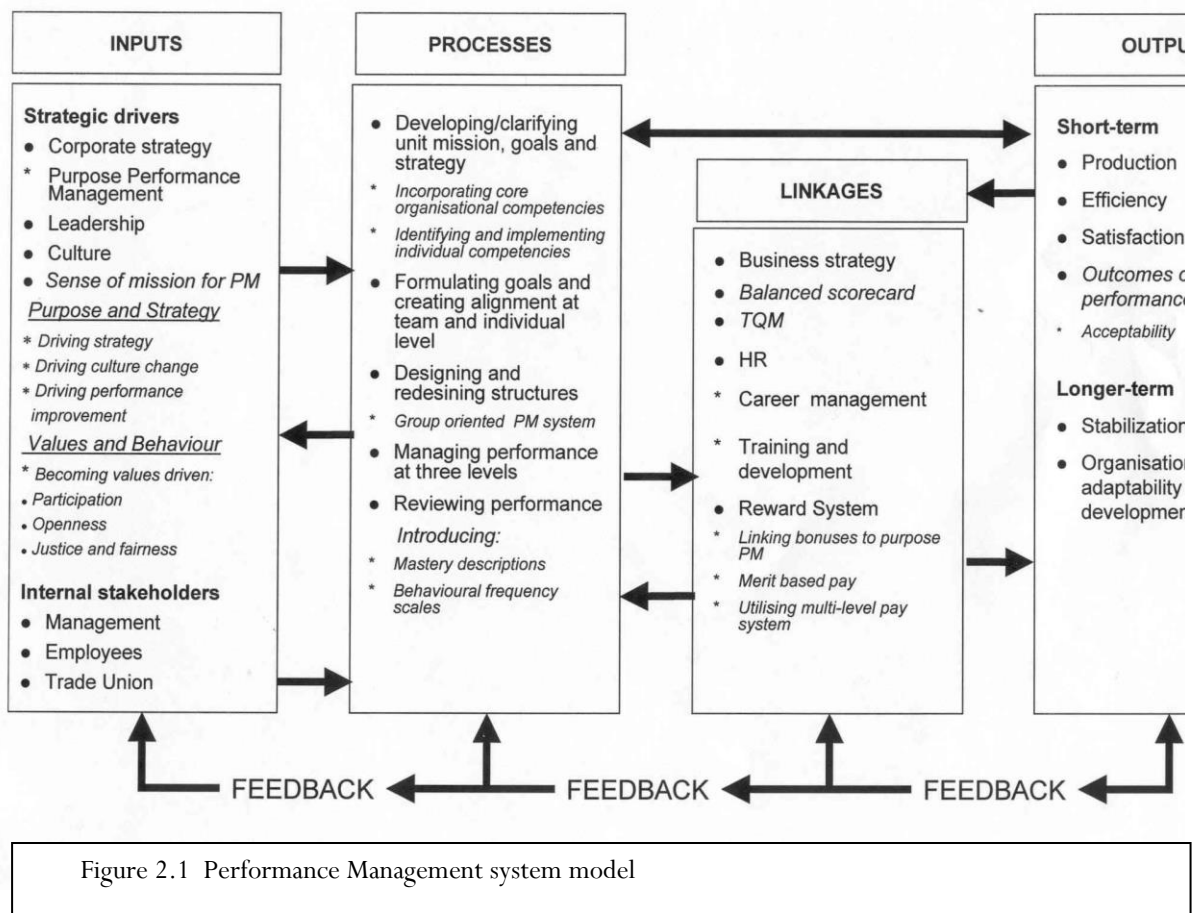 INPUTS
Strategic drivers
● Corporate strategy
* Purpose Performance
Management
● Leadership
● Culture
● Sense of mission for PM
Purpose and Strategy
* Driving strategy
* Driving culture change
* Driving performance
improvement
Values and Behaviour
* Becoming values driven:
• Participation
• Openness
• Justice and fairness
Internal stakeholders
● Management
● Employees
● Trade Union
PROCESSES
● Developing/clarifying
unit mission, goals and
strategy
* Incorporating core
organisational competencies
* Identifying and implementing
individual competencies
● Formulating goals and
creating alignment at
team and individual
level
● Designing and
redesining structures
* Group oriented PM system
● Managing performance
at three levels
● Reviewing performance
Introducing:
* Mastery descriptions
* Behavioural frequency
scales
LINKAGES
● Business strategy
● Balanced scorecard
● TQM
● HR
* Career management
* Training and
development
● Reward System
* Linking bonuses to purpose
PM
* Merit based pay
* Utilising multi-level pay
system
Short-term
● Production
● Efficiency
● Satisfaction
● Outcomes
* Acceptability
Longer-term
●
●
adaptability
FEEDBACK FEEDBACK FEEDBACK
Figure 2.1 Performance Management system model